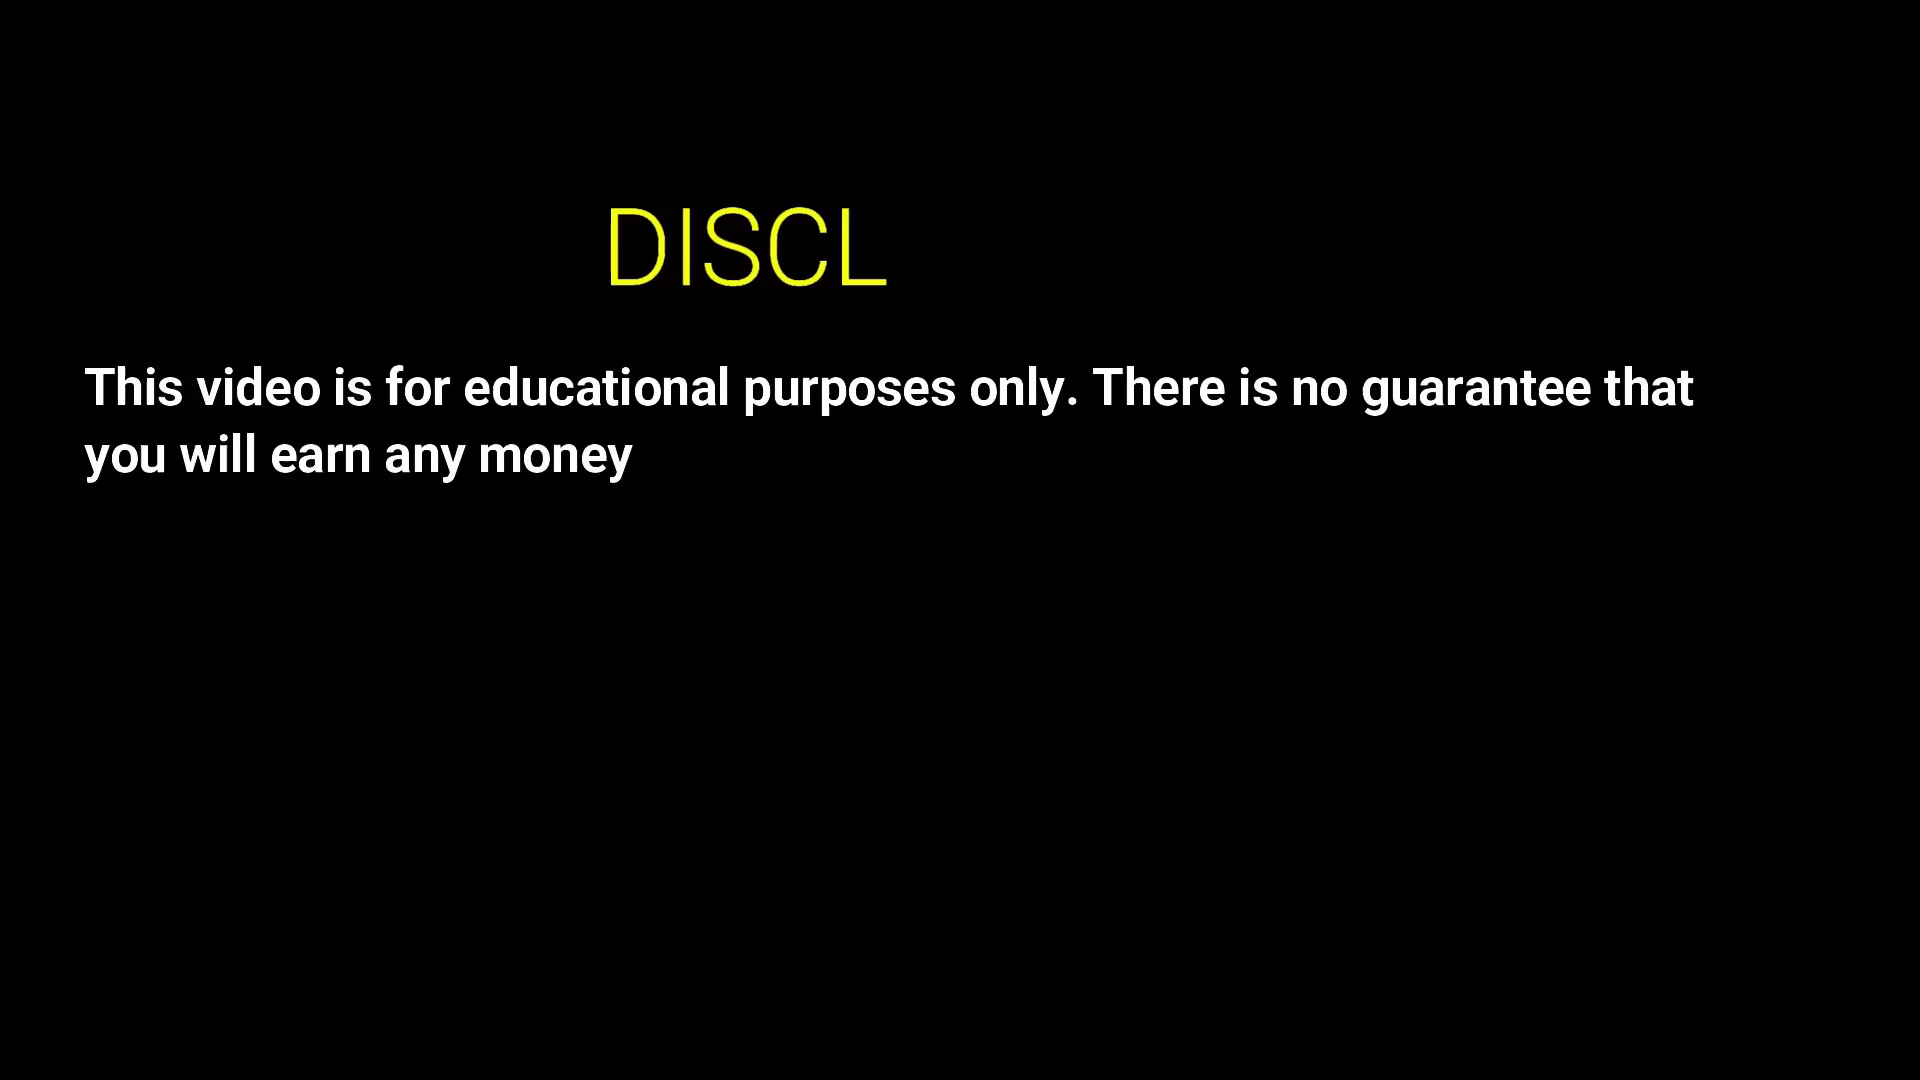 DISCL
This video is for educational purposes only. There is no guarantee that
you will earn any money